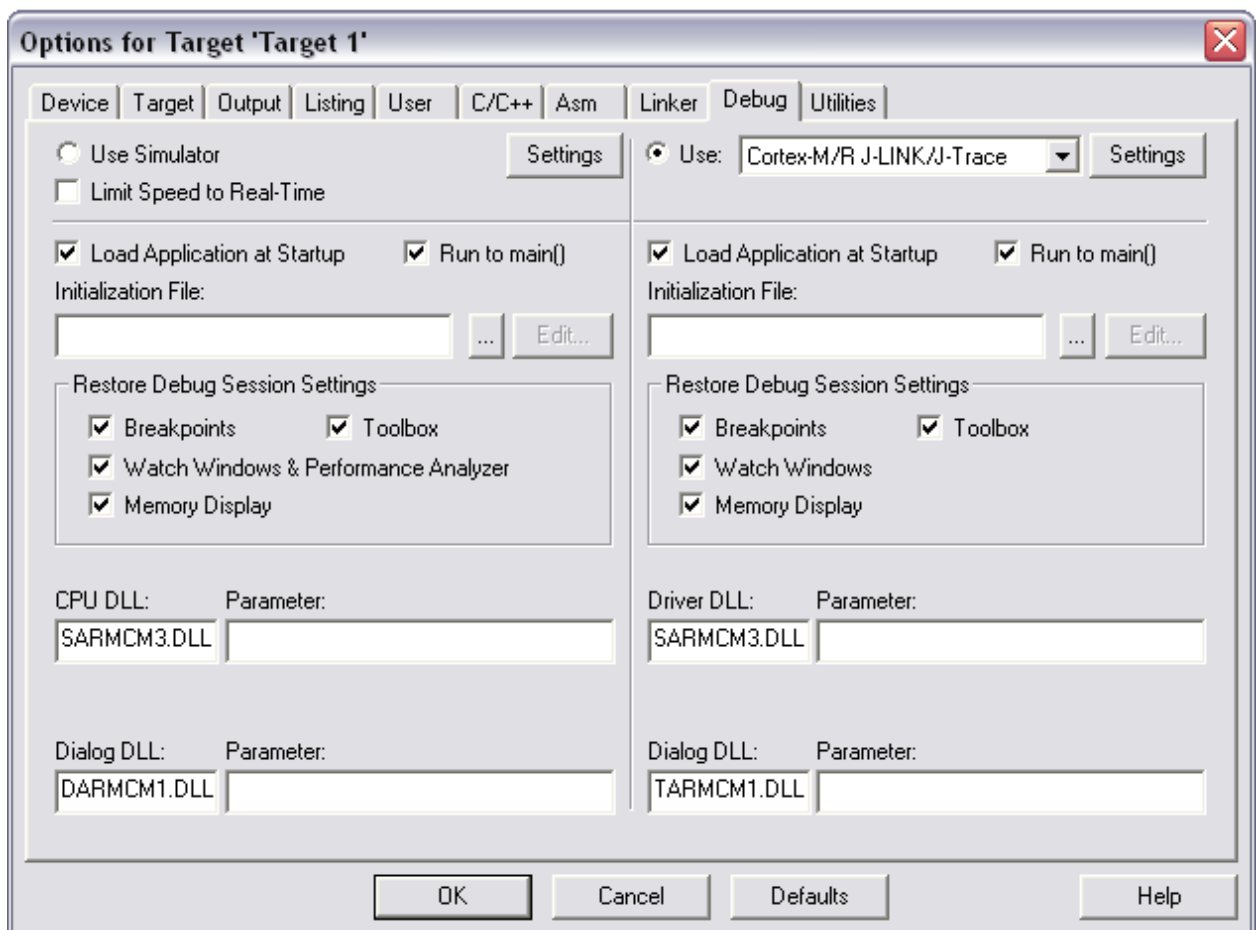 Options for Target 'Target 1'
Device Target Output Listing User C/C++ Asm Linker Debug Utilities
Use Simulator Settings Use: Cortex-M/R J-LINK/J-Trace Settings
Limit Speed to Real-Time
Load Application at Startup Run to main() Load Application at Startup Run to main()
Initialization File: Initialization File:
... Edit... ... Edit...
Restore Debug Session Settings Restore Debug Session Settings
Breakpoints Toolbox Breakpoints Toolbox
Watch Windows & Performance Analyzer Watch Windows
Memory Display Memory Display
CPU DLL: Parameter: Driver DLL: Parameter:
SARMCM3.DLL SARMCM3.DLL
Dialog DLL: Parameter: Dialog DLL: Parameter:
DARMCM1.DLL TARMCM1.DLL
OK Cancel Defaults Help